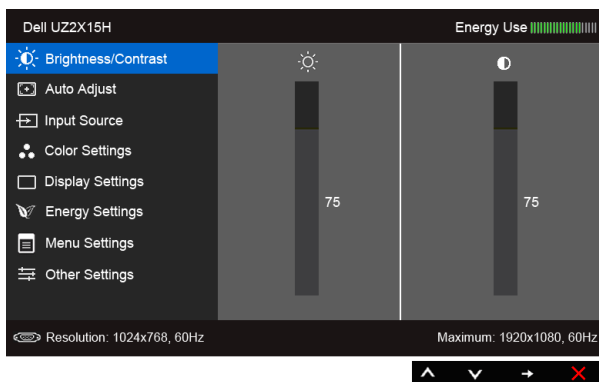 Dell UZ2X15H
Energy Use
Brightness/Contrast
Auto Adjust
Input Source
Color Settings
Display Settings
Energy Settings
Menu Settings
Other Settings
75
75
Resolution: 1024x768, 60Hz
Maximum: 1920x1080, 60Hz